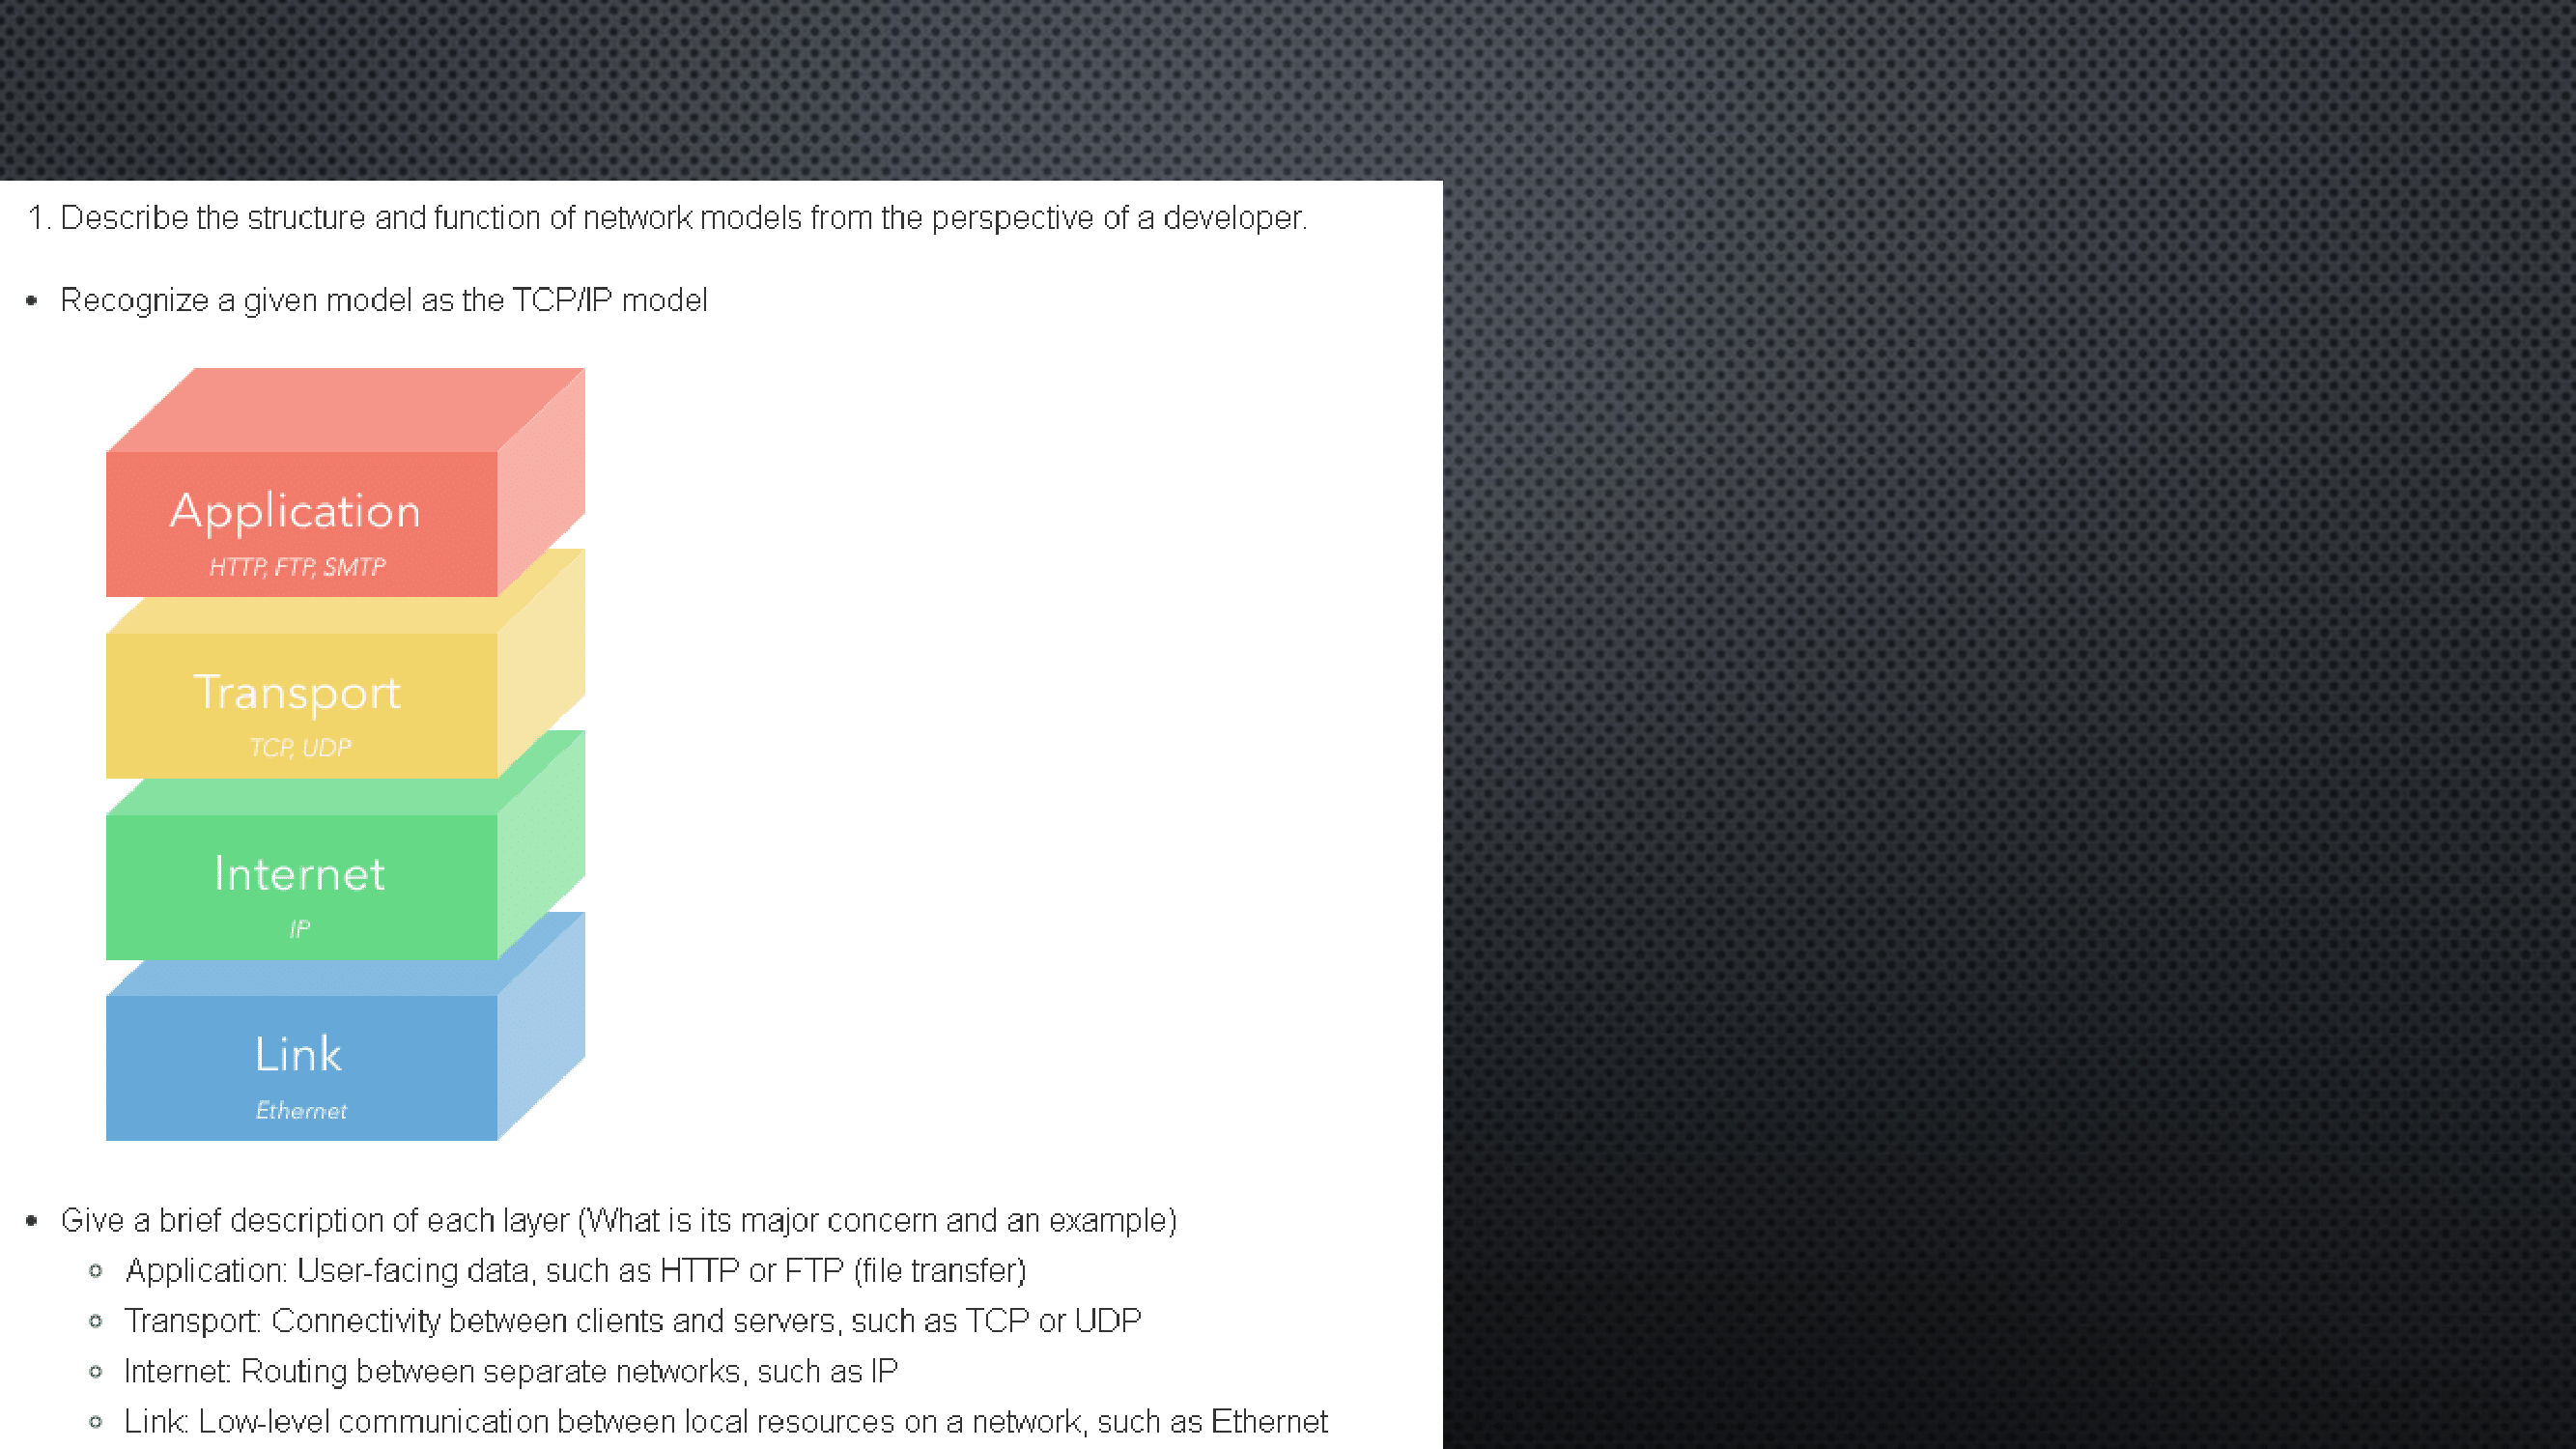 1. Describe the structure and function of network models from the perspective of a developer.
• Recognize a given model as the TCP/IP model
Application
HTTP, FTP, SMTP
Transport
TCP, UDP
Internet
IP
Link
Ethernet
• Give a brief description of each layer (What is its major concern and an example)
◦ Application: User-facing data, such as HTTP or FTP (file transfer)
◦ Transport: Connectivity between clients and servers, such as TCP or UDP
◦ Internet: Routing between separate networks, such as IP
◦ Link: Low-level communication between local resources on a network, such as Ethernet